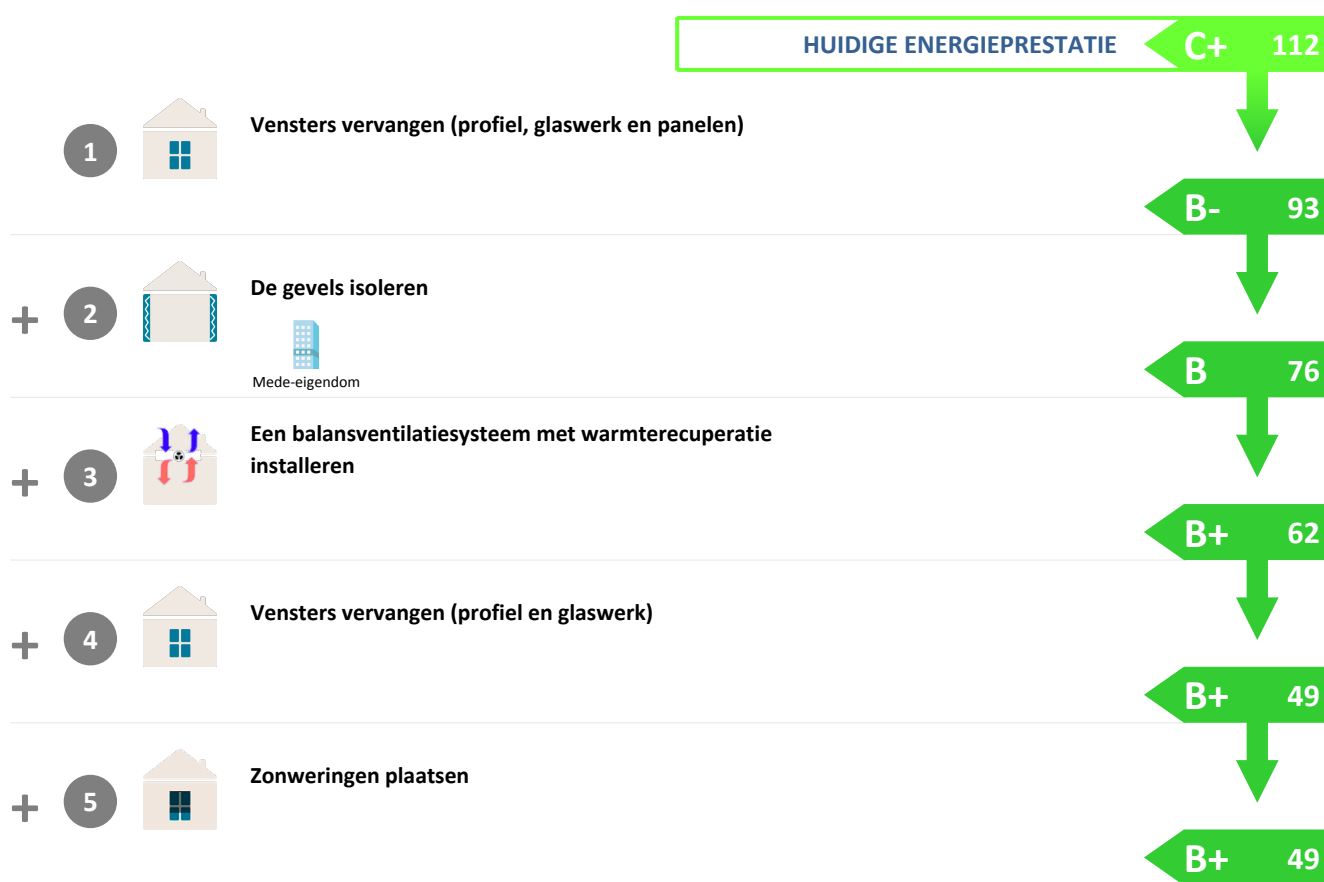 HUIDIGE ENERGIEPRESTATIE C+ 112
1 Vensters vervangen (profiel, glaswerk en panelen)
B- 93
+ 2 De gevels isoleren
Mede-eigendom
B 76
+ 3 Een balansventilatiesysteem met warmterecuperatie
installeren
B+ 62
+ 4 Vensters vervangen (profiel en glaswerk)
B+ 49
+ 5 Zonweringen plaatsen
B+ 49